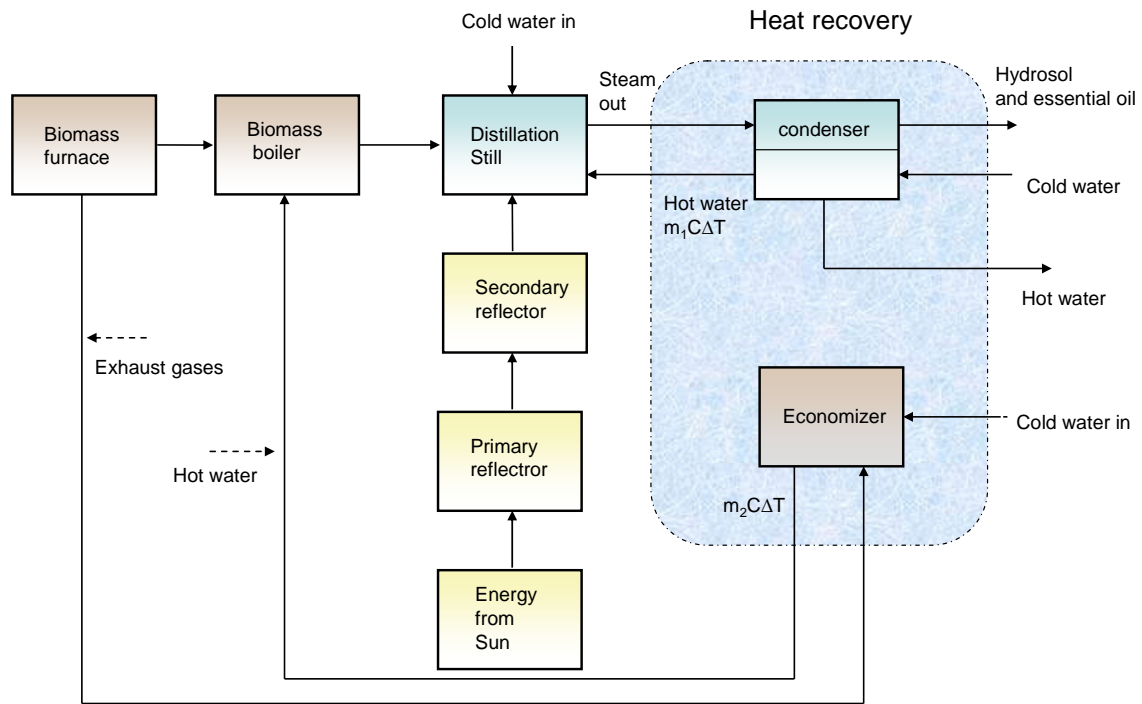 Cold water in
Heat recovery
Steam
out
Hydrosol
and essential oil
Biomass
furnace
Biomass
boiler
Distillation
Still
condenser
Cold water
Hot water
m₁CΔT
Hot water
Secondary
reflector
Exhaust gases
Economizer
Cold water in
Primary
reflectror
Hot water
m₂CΔT
Energy
from
Sun